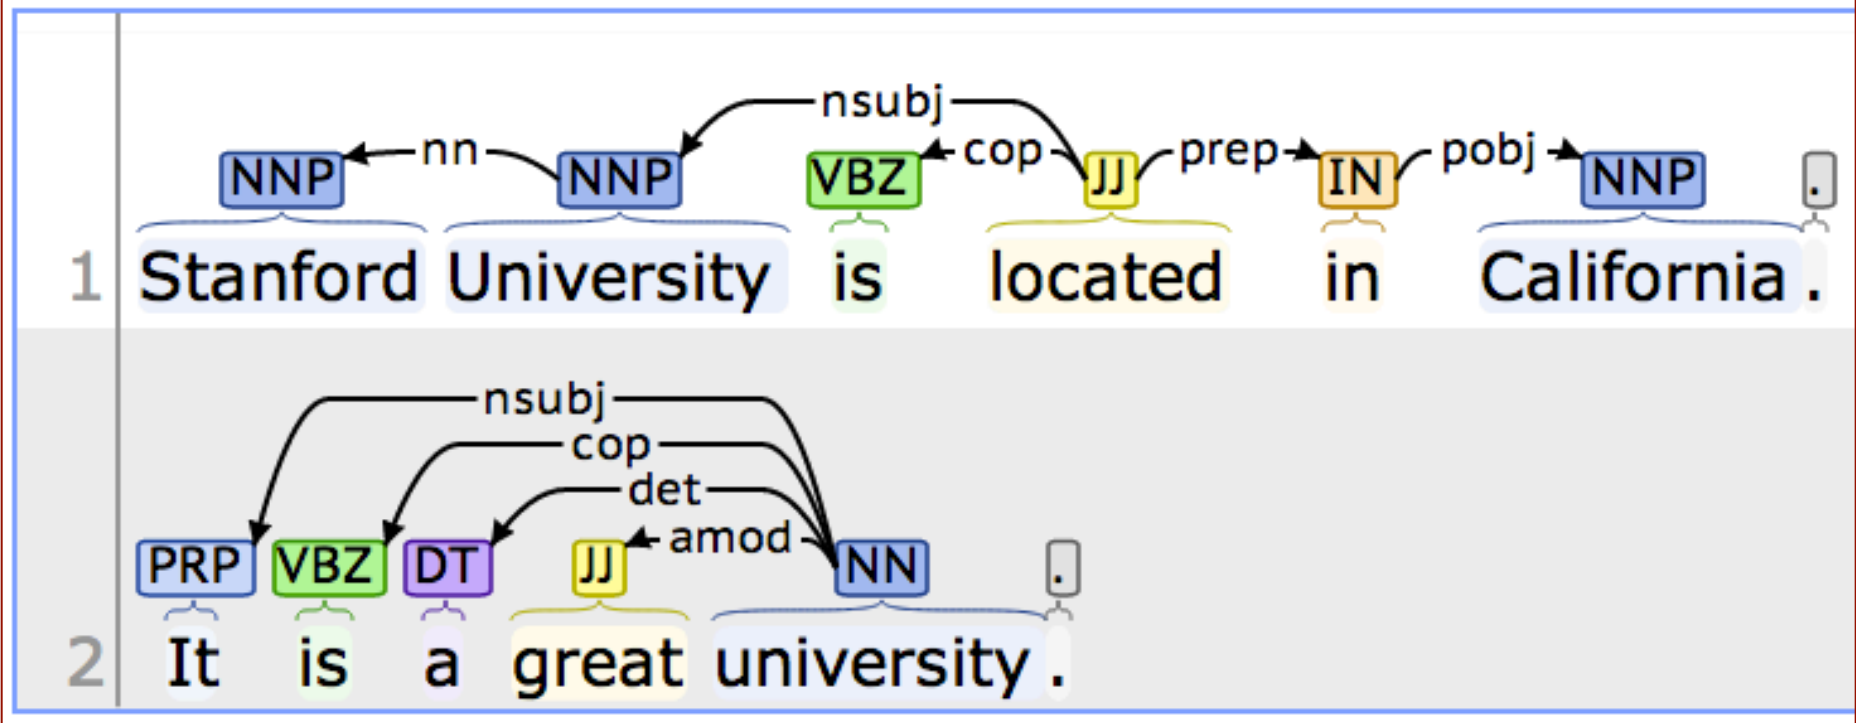 nsubj
nn cop prep pobj
NNP NNP VBZ JJ IN NNP .
1 Stanford University is located in California .
nsubj
cop
det
amod
PRP VBZ DT JJ NN .
2 It is a great university .